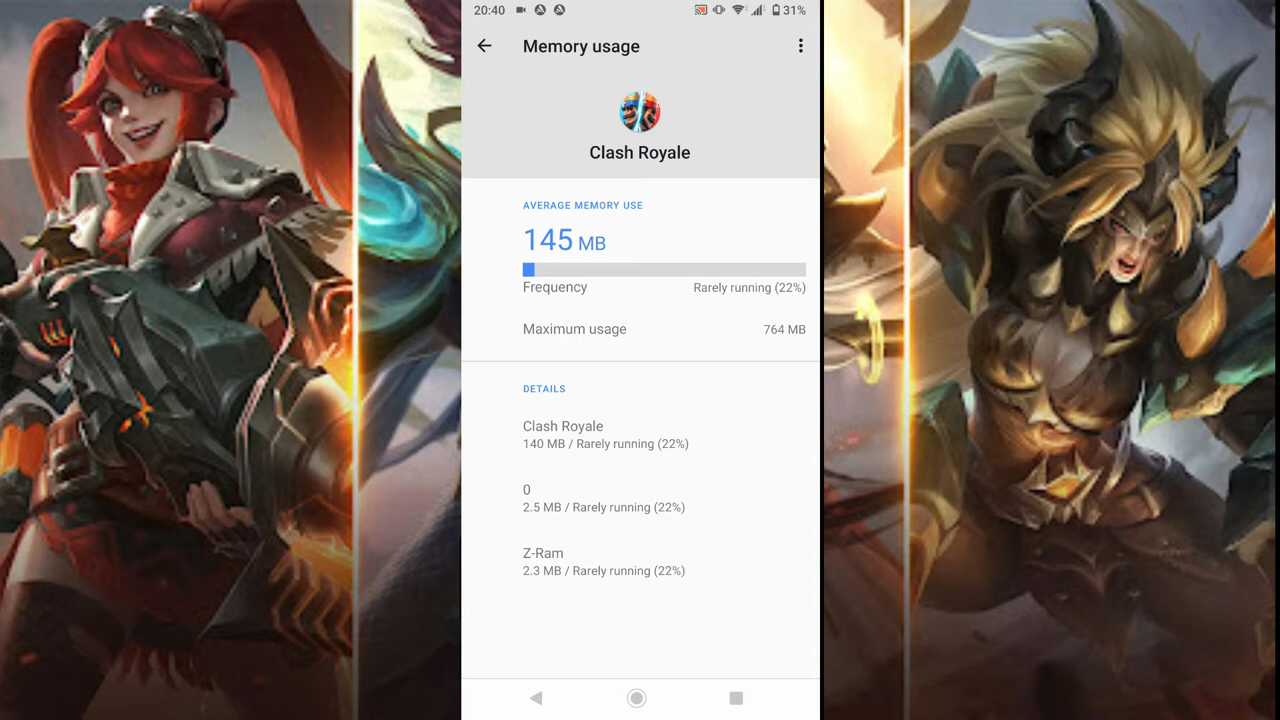 20:40
31%
Memory usage
Clash Royale
AVERAGE MEMORY USE
145 MB
Frequency Rarely running (22%)
Maximum usage 764 MB
DETAILS
Clash Royale
140 MB / Rarely running (22%)
0
2.5 MB / Rarely running (22%)
Z-Ram
2.3 MB / Rarely running (22%)